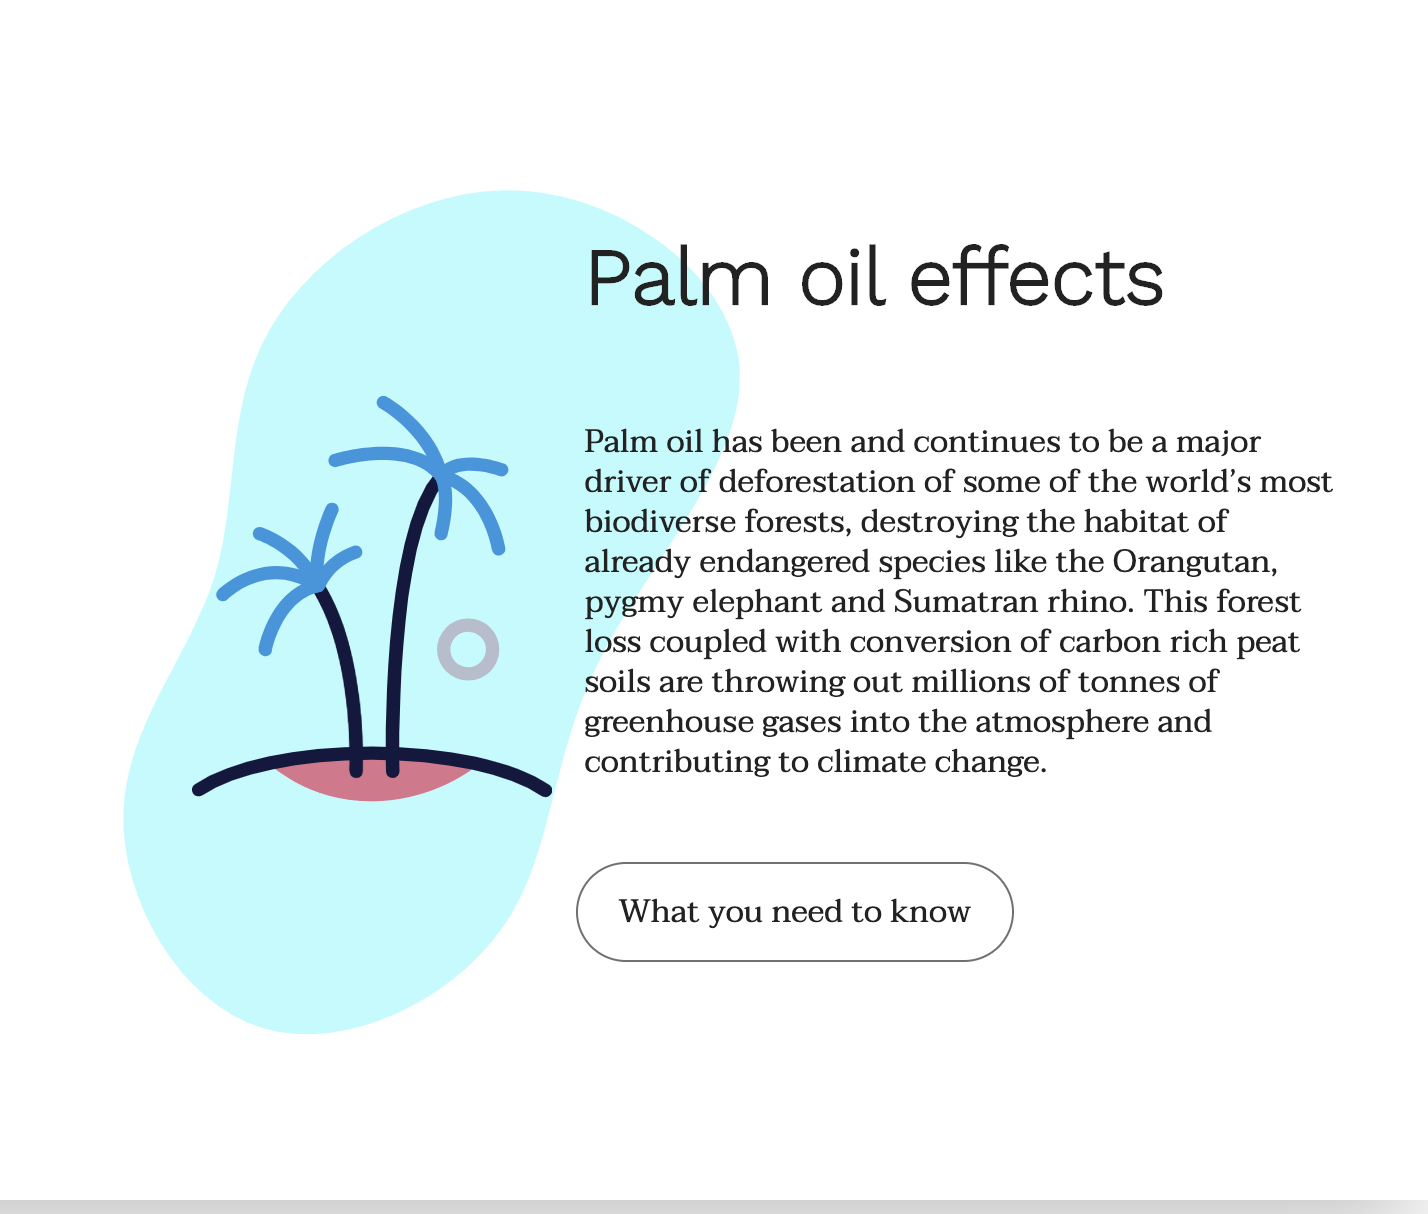 Palm oil effects
Palm oil has been and continues to be a major
driver of deforestation of some of the world’s most
biodiverse forests, destroying the habitat of
already endangered species like the Orangutan,
pygmy elephant and Sumatran rhino. This forest
loss coupled with conversion of carbon rich peat
soils are throwing out millions of tonnes of
greenhouse gases into the atmosphere and
contributing to climate change.
What you need to know